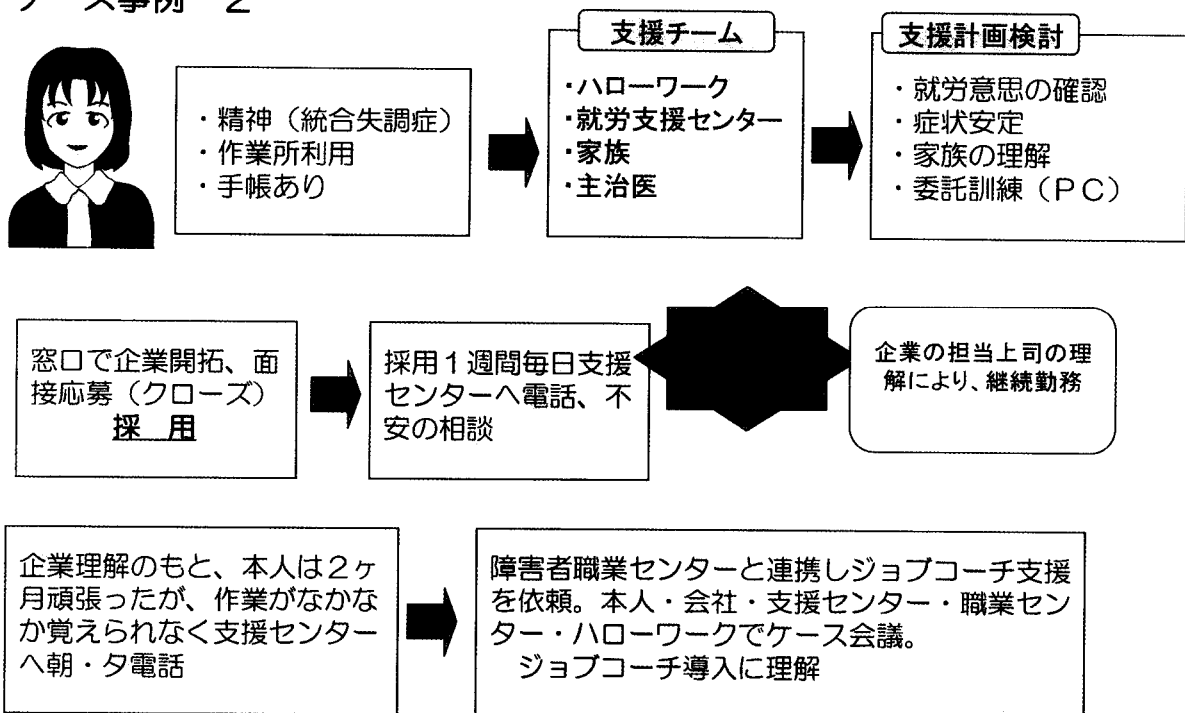 ケース事例 2
・精神(統合失調症)
・作業所利用
・手帳あり
支援チーム
・ハローワーク
・就労支援センター
・家族
・主治医
支援計画検討
・就労意思の確認
・症状安定
・家族の理解
・委託訓練(PC)
窓口で企業開拓、面
接応募(クローズ)
採 用
採用1週間毎日支援
センターへ電話、不
安の相談
企業の担当上司の理
解により、継続勤務
企業理解のもと、本人は2ヶ
月頑張ったが、作業がなかな
か覚えられなく支援センター
へ朝・夕電話
障害者職業センターと連携しジョブコーチ支援
を依頼。本人・会社・支援センター・職業セン
ター・ハローワークでケース会議。
ジョブコーチ導入に理解